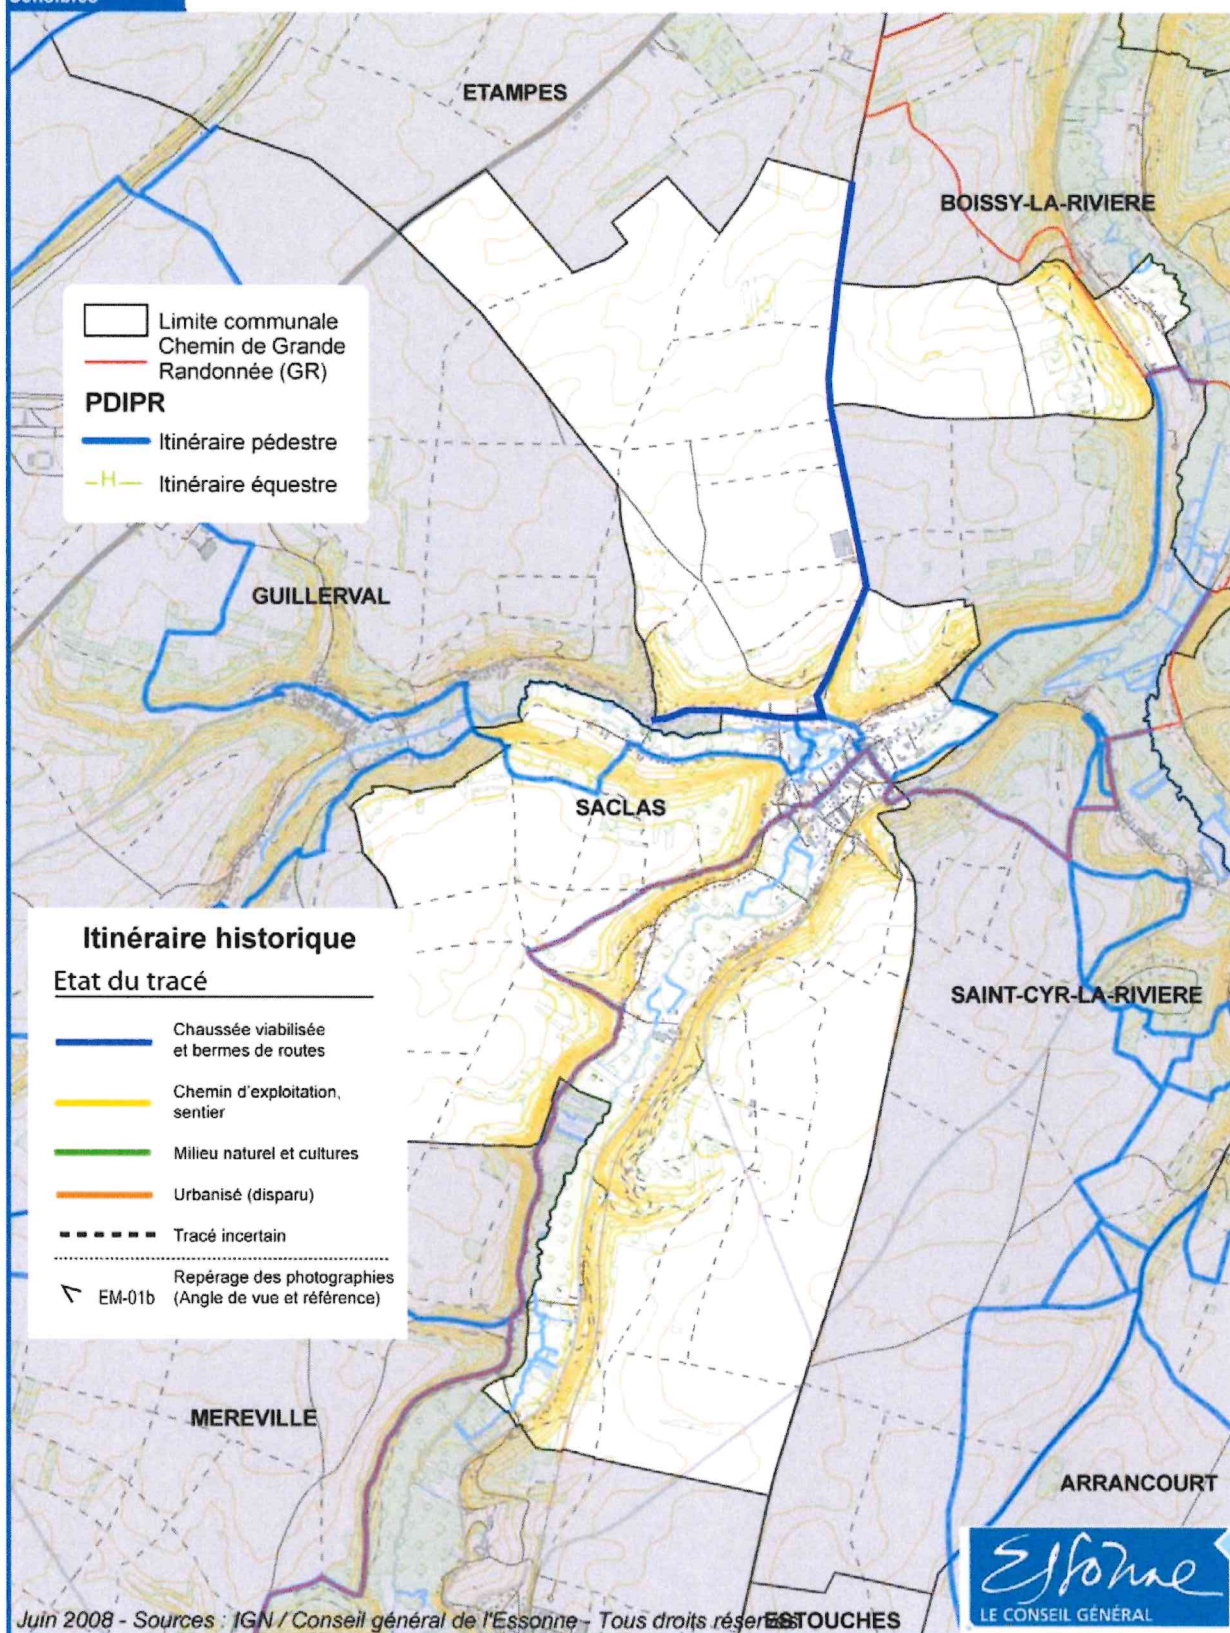 ETAMPES
BOISSY-LA-RIVIERE
Limite communale
Chemin de Grande
Randonnée (GR)
PDIPR
Itinéraire pédestre
-H- Itinéraire équestre
GUILLERVAL
SACLAS
Itinéraire historique
Etat du tracé
SAINT-CYR-LA-RIVIERE
Chaussée viabilisée
et bermes de routes
Chemin d'exploitation,
sentier
Milieu naturel et cultures
Urbanisé (disparu)
Tracé incertain
EM-01b Repérage des photographies
(Angle de vue et référence)
MEREVILLE
ARRANCOURT
Essonne
LE CONSEIL GÉNÉRAL
Juin 2008 - Sources : IGN / Conseil général de l'Essonne - Tous droits réservés
ESTOUCHES